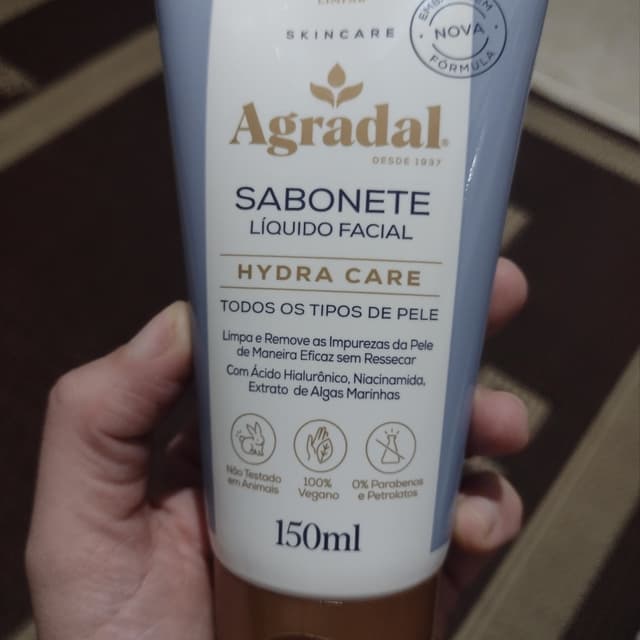 LIMPAR
SKINCARE
EMBALAGEM
NOVA
FÓRMULA
Agradal®
DESDE 1937
SABONETE
LÍQUIDO FACIAL
HYDRA CARE
TODOS OS TIPOS DE PELE
Limpa e Remove as Impurezas da Pele
de Maneira Eficaz sem Ressecar
Com Ácido Hialurônico, Niacinamida,
Extrato de Algas Marinhas
Não Testado
em Animais
100%
Vegano
0% Parabenos
e Petrolatos
150ml